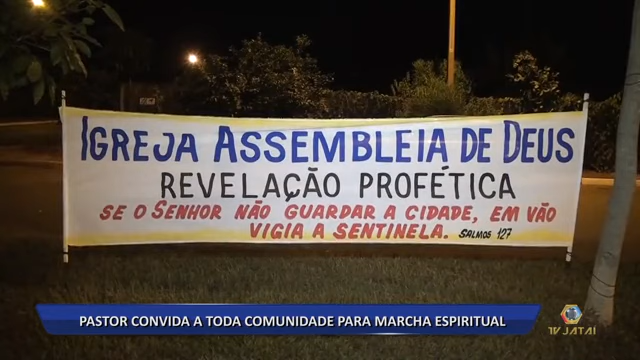 IGREJA ASSEMBLEIA DE DEUS
REVELAÇÃO PROFÉTICA
SE O SENHOR NÃO GUARDAR A CIDADE, EM VÃO
VIGIA A SENTINELA. SALMOS 127
PASTOR CONVIDA A TODA COMUNIDADE PARA MARCHA ESPIRITUAL
TV JATAÍ